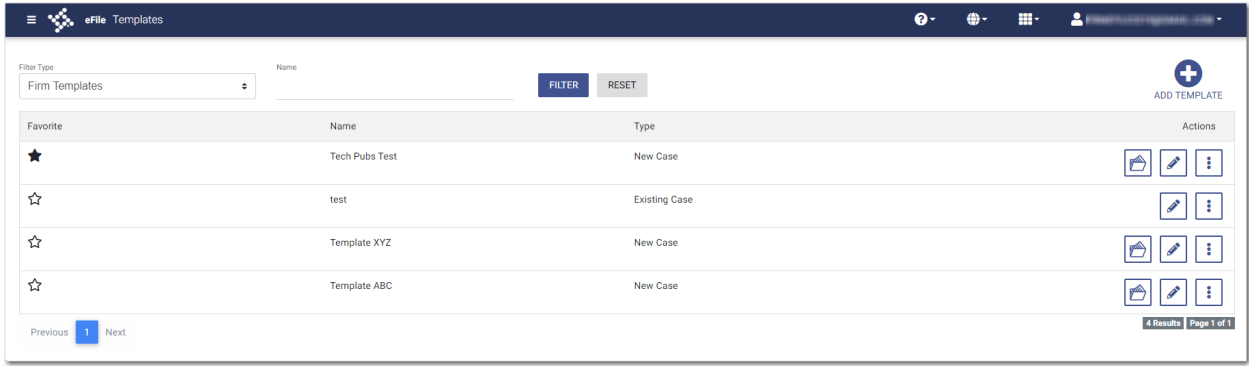 eFile Templates
Filter Type
Name
Firm Templates
FILTER
RESET
ADD TEMPLATE
Favorite Name Type Actions
Tech Pubs Test New Case
test Existing Case
Template XYZ New Case
Template ABC New Case
Previous 1 Next
4 Results Page 1 of 1